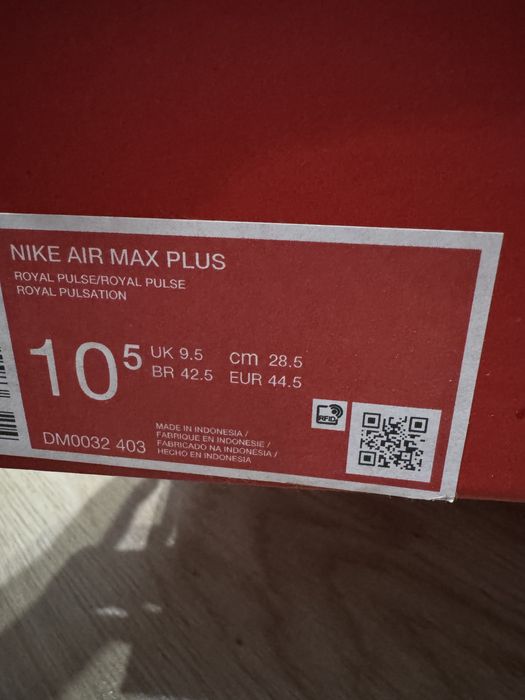 NIKE AIR MAX PLUS
ROYAL PULSE/ROYAL PULSE
ROYAL PULSATION
10⁵ UK 9.5 cm 28.5
BR 42.5 EUR 44.5
RFID
DM0032 403
MADE IN INDONESIA /
FABRIQUE EN INDONESIE /
FABRICADO NA INDONESIA /
HECHO EN INDONESIA